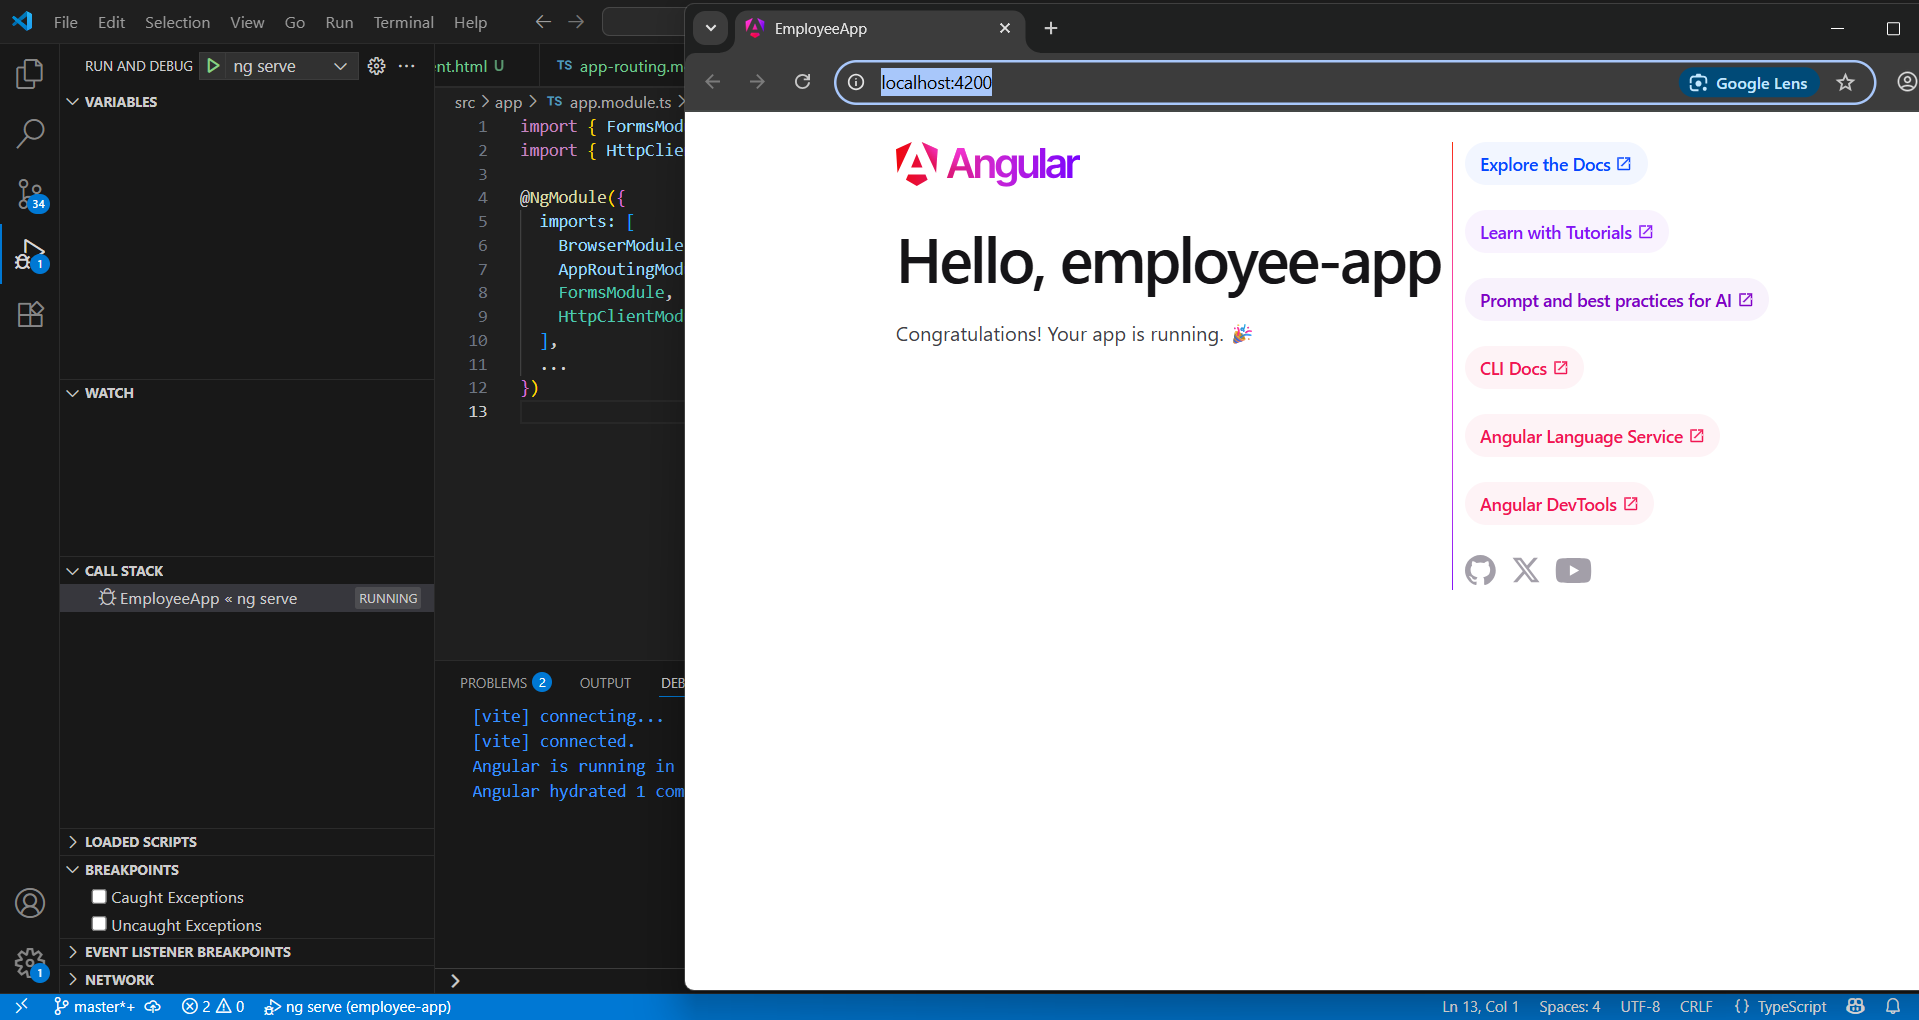 File Edit Selection View Go Run Terminal Help
RUN AND DEBUG ng serve
VARIABLES
WATCH
CALL STACK
EmployeeApp « ng serve RUNNING
LOADED SCRIPTS
BREAKPOINTS
Caught Exceptions
Uncaught Exceptions
EVENT LISTENER BREAKPOINTS
NETWORK
34
1
1
nt.html U TS app-routing.m
src > app > TS app.module.ts >
1 import { FormsMod
2 import { HttpClie
3
4 @NgModule({
5 imports: [
6 BrowserModule
7 AppRoutingMod
8 FormsModule,
9 HttpClientMod
10 ],
11 ...
12 })
13
PROBLEMS 2 OUTPUT DEB
[vite] connecting...
[vite] connected.
Angular is running in
Angular hydrated 1 com
EmployeeApp
localhost:4200 Google Lens
Angular
Hello, employee-app
Congratulations! Your app is running. 🎉
Explore the Docs
Learn with Tutorials
Prompt and best practices for AI
CLI Docs
Angular Language Service
Angular DevTools
master*+ 2 0 ng serve (employee-app) Ln 13, Col 1 Spaces: 4 UTF-8 CRLF {} TypeScript